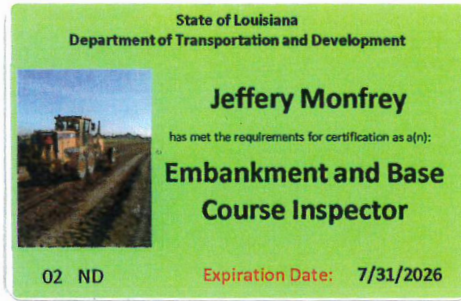 State of Louisiana
Department of Transportation and Development
Jeffery Monfrey
has met the requirements for certification as a(n):
Embankment and Base
Course Inspector
02 ND
Expiration Date: 7/31/2026